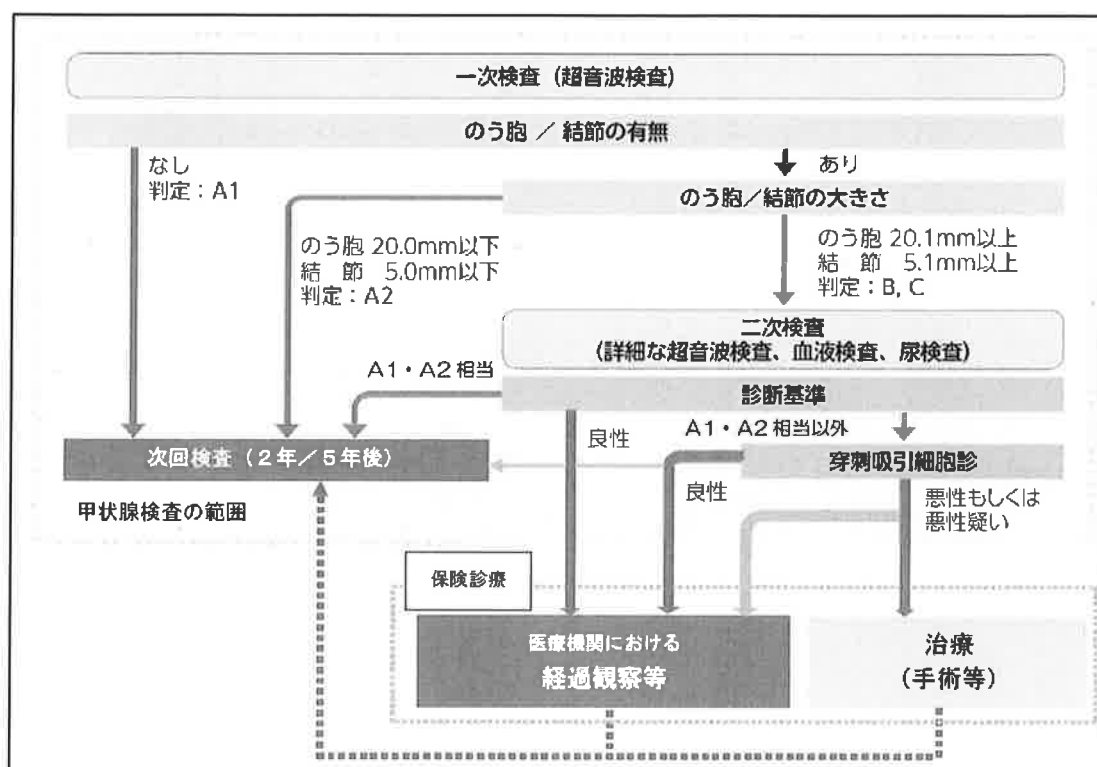 一次検査（超音波検査）
のう胞 ／ 結節の有無
なし
判定：A1
あり
のう胞／結節の大きさ
のう胞 20.0mm以下
結　節　5.0mm以下
判定：A2
のう胞 20.1mm以上
結　節　5.1mm以上
判定：B, C
二次検査
（詳細な超音波検査、血液検査、尿検査）
A1・A2 相当
診断基準
良性
A1・A2 相当以外
次回検査（２年／５年後）
穿刺吸引細胞診
良性
悪性もしくは
悪性疑い
甲状腺検査の範囲
保険診療
医療機関における
経過観察等
治療
（手術等）